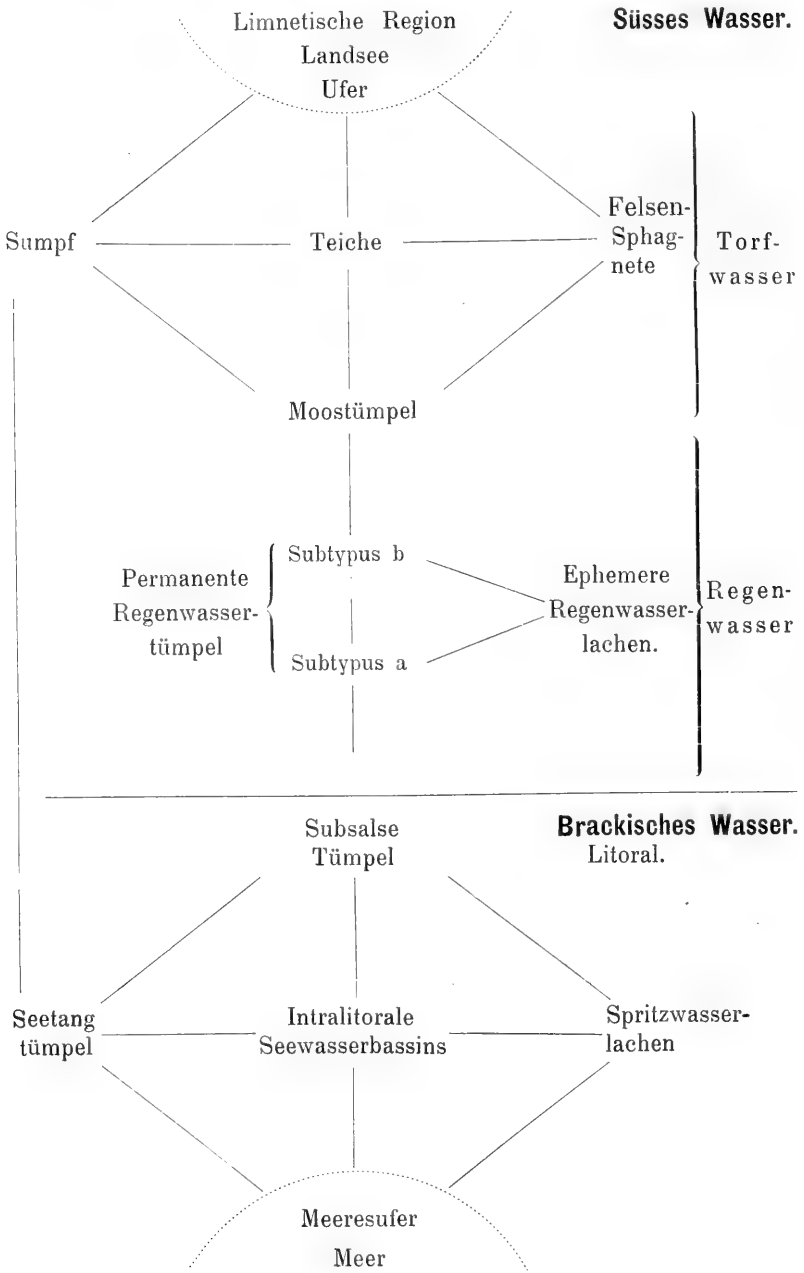 Limnetische Region
Süsses Wasser.
Landsee
Ufer
Sumpf
Teiche
Felsen-
Sphag-
nete
Torf-
wasser
Moostümpel
Permanente
Regenwasser-
tümpel
Subtypus b
Subtypus a
Ephemere
Regenwasser-
lachen.
Regen-
wasser
Subsalse
Tümpel
Brackisches Wasser.
Litoral.
Seetang
tümpel
Intralitorale
Seewasserbassins
Spritzwasser-
lachen
Meeresufer
Meer